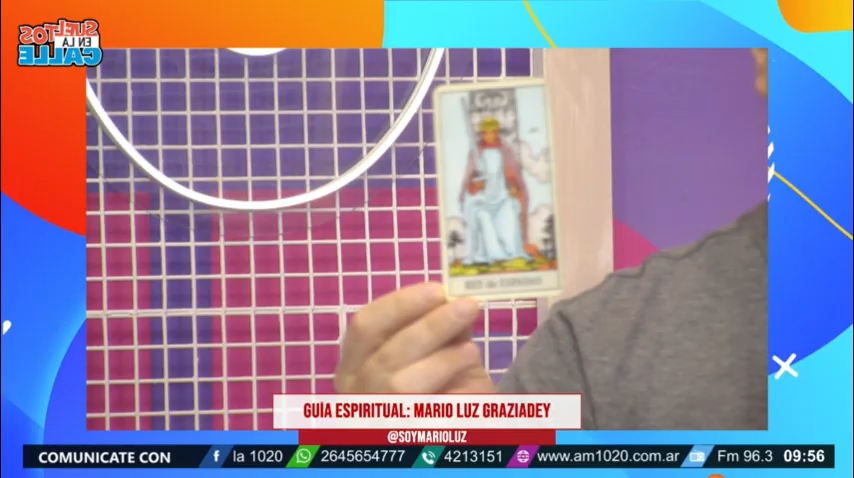 SUELTOS
EN LA
CALLE
REY de ESPADAS
GUÍA ESPIRITUAL: MARIO LUZ GRAZIADEY
@SOYMARIOLUZ
COMUNICATE CON la 1020 2645654777 4213151 www.am1020.com.ar Fm 96.3 09:56